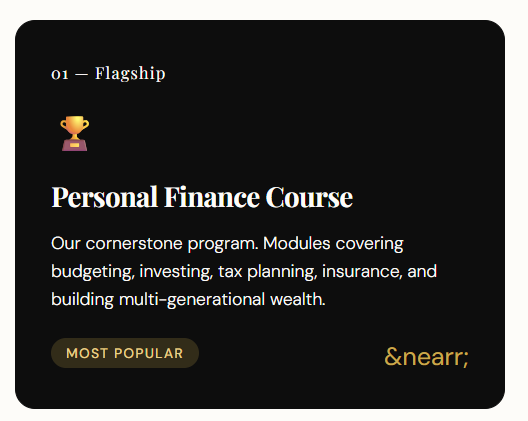 01 — Flagship
Personal Finance Course
Our cornerstone program. Modules covering
budgeting, investing, tax planning, insurance, and
building multi-generational wealth.
MOST POPULAR
&nearr;